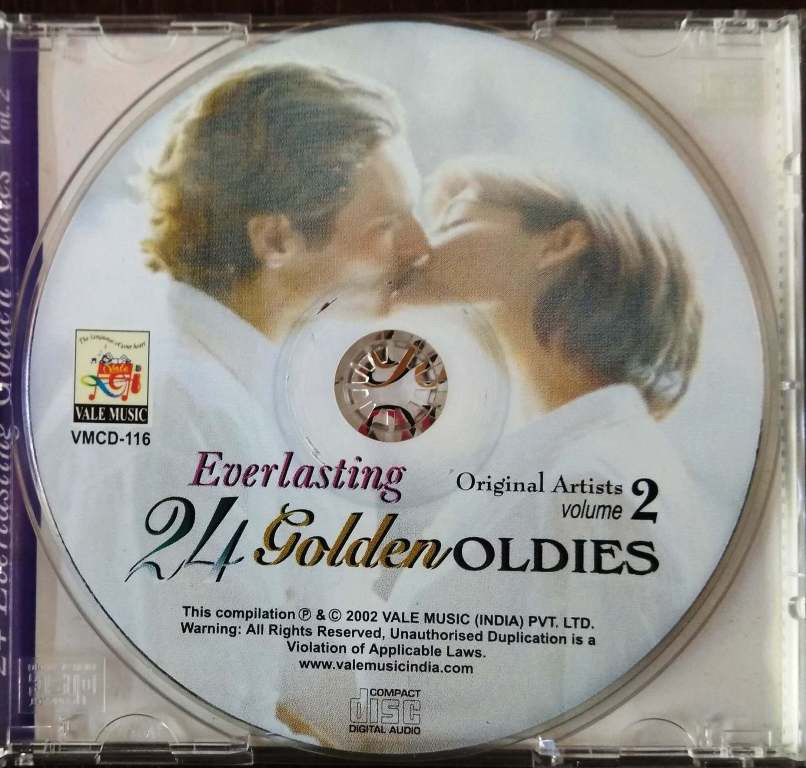 24 Everlasting Golden Oldies Vol. 2
Vale
VALE MUSIC
VMCD-116
Everlasting
24 Golden OLDIES
Original Artists
volume 2
This compilation Ⓟ & © 2002 VALE MUSIC (INDIA) PVT. LTD.
Warning: All Rights Reserved, Unauthorised Duplication is a
Violation of Applicable Laws.
www.valemusicindia.com
COMPACT
disc
DIGITAL AUDIO